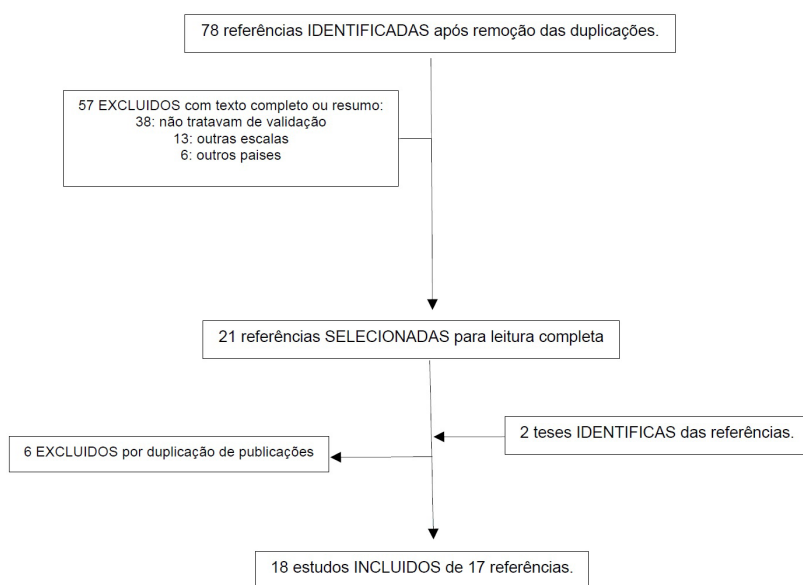 78 referências IDENTIFICADAS após remoção das duplicações.
57 EXCLUIDOS com texto completo ou resumo:
38: não tratavam de validação
13: outras escalas
6: outros paises
21 referências SELECIONADAS para leitura completa
2 teses IDENTIFICAS das referências.
6 EXCLUIDOS por duplicação de publicações
18 estudos INCLUIDOS de 17 referências.